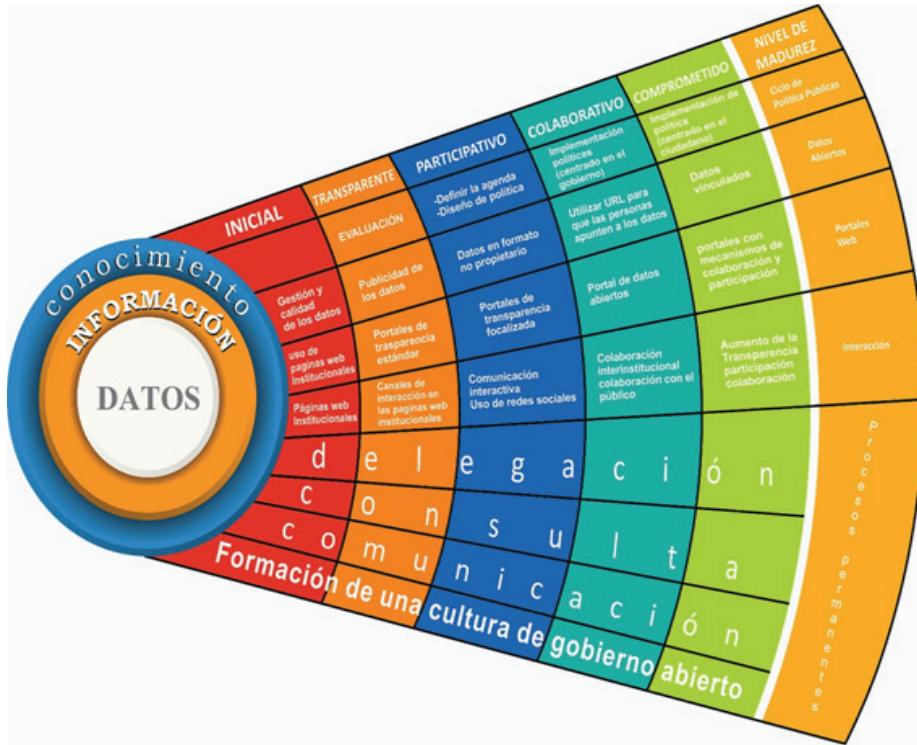 conocimiento
INFORMACIÓN
DATOS
INICIAL
Gestión y
calidad
de los datos
uso de
paginas web
Institucionales
Páginas web
Institucionales
TRANSPARENTE
EVALUACIÓN
Publicidad de
los datos
Portales de
trasparencia
estándar
Canales de
interacción en
las paginas web
institucionales
PARTICIPATIVO
-Definir la agenda
-Diseño de política
Datos en formato
no propietario
Portales de
transparencia
focalizada
Comunicación
interactiva
Uso de redes sociales
COLABORATIVO
Implementación
políticas
(centrado en el
gobierno)
Utilizar URL para
que las personas
apunten a los datos
Portal de datos
abiertos
Colaboración
interinstitucional
colaboración con el
público
COMPROMETIDO
Implementación de
política
(centrado en el
ciudadano)
Datos
vinculados
portales con
mecanismos de
colaboración y
participación
Aumento de la
Transparencia
participación
colaboración
NIVEL DE
MADUREZ
Ciclo de
Política Públicas
Datos
Abiertos
Portales
Web
Interacción
Procesos permanentes
delegación
consulta
comunicación
Formación de una cultura de gobierno abierto